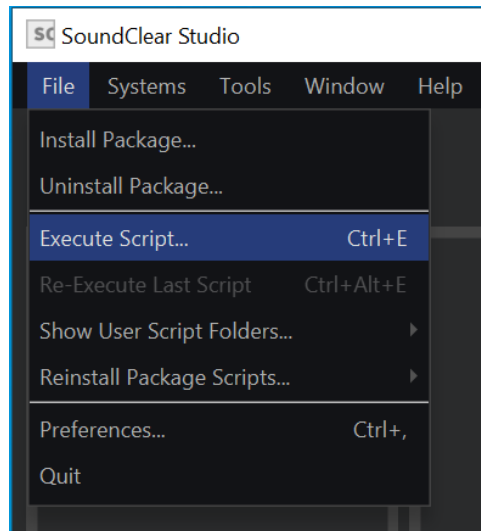 SC SoundClear Studio
File Systems Tools Window Help
Install Package...
Uninstall Package...
Execute Script... Ctrl+E
Re-Execute Last Script Ctrl+Alt+E
Show User Script Folders...
Reinstall Package Scripts...
Preferences... Ctrl+,
Quit